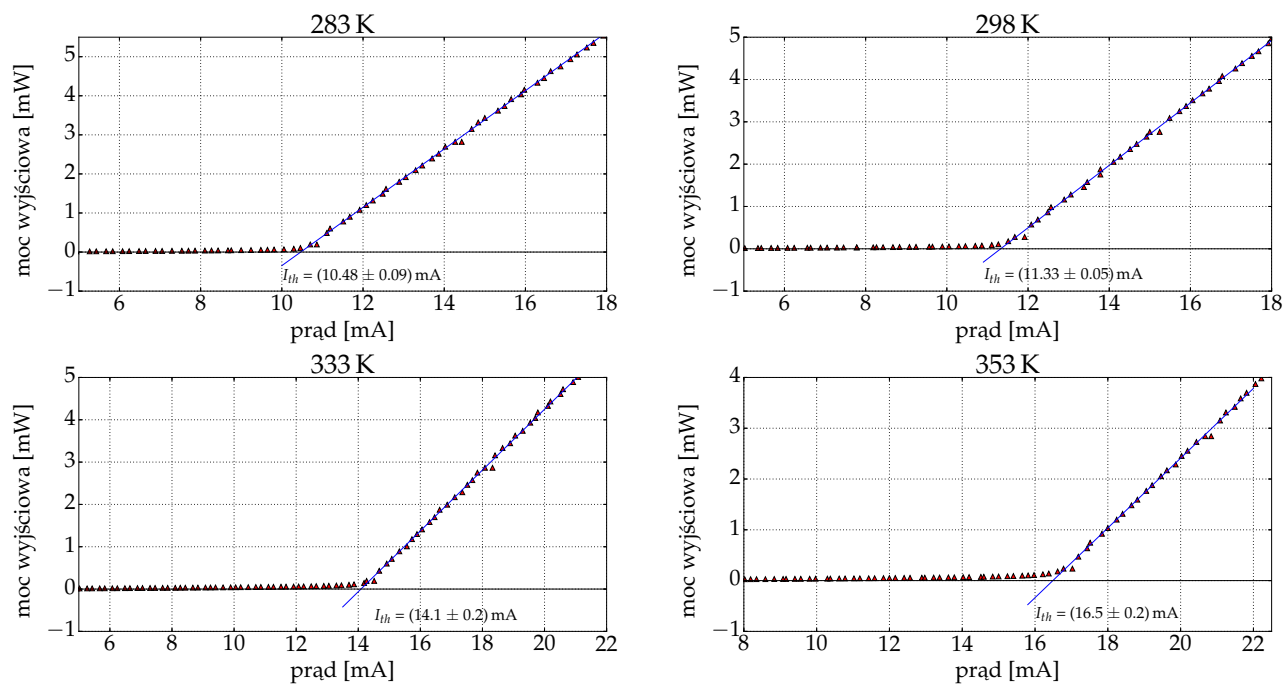 283 K
moc wyjściowa [mW]
5
4
3
2
1
0
−1
I_th = (10.48 ± 0.09) mA
6 8 10 12 14 16 18
prąd [mA]
298 K
moc wyjściowa [mW]
5
4
3
2
1
0
−1
I_th = (11.33 ± 0.05) mA
6 8 10 12 14 16 18
prąd [mA]
333 K
moc wyjściowa [mW]
5
4
3
2
1
0
−1
I_th = (14.1 ± 0.2) mA
6 8 10 12 14 16 18 20 22
prąd [mA]
353 K
moc wyjściowa [mW]
4
3
2
1
0
−1
I_th = (16.5 ± 0.2) mA
8 10 12 14 16 18 20 22
prąd [mA]